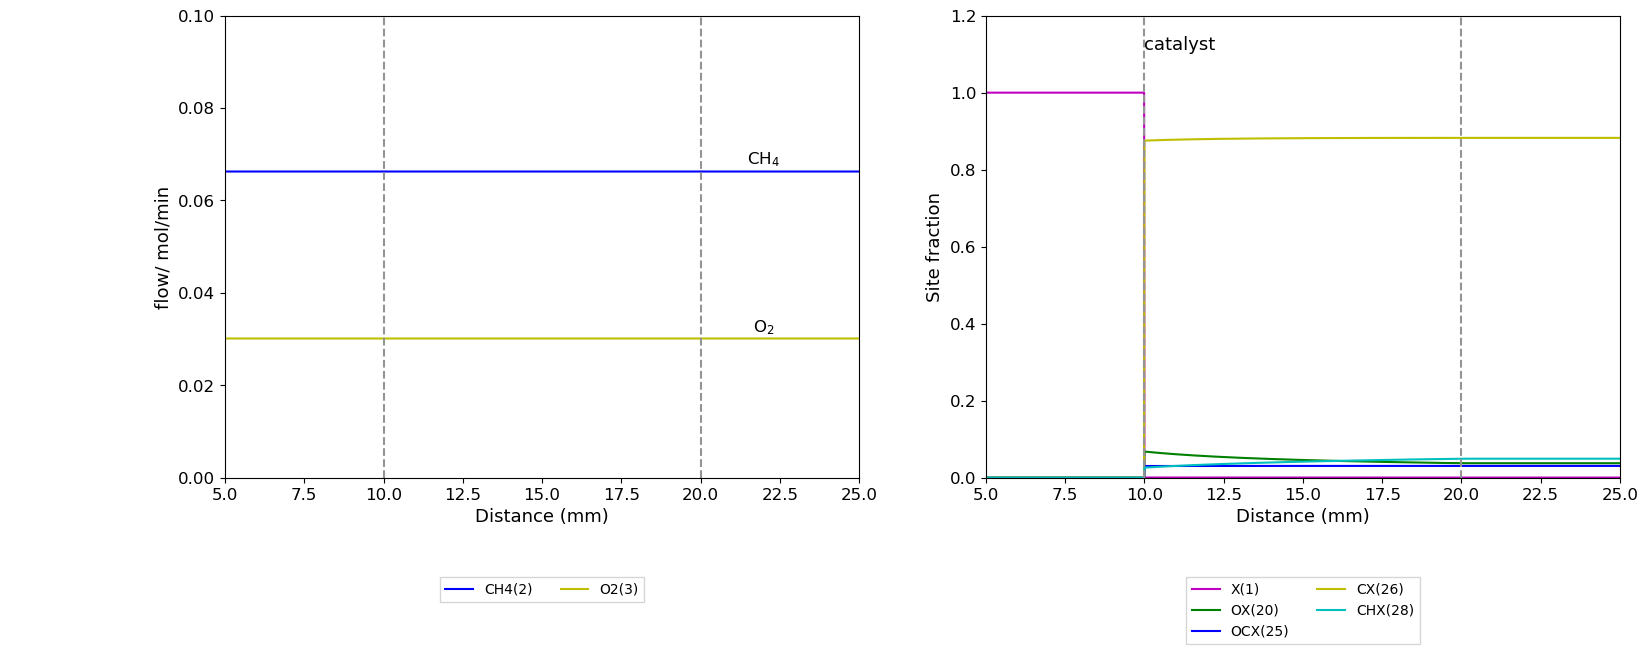 0.10
0.08
0.06
0.04
0.02
0.00
flow/ mol/min
CH4
O2
5.0 7.5 10.0 12.5 15.0 17.5 20.0 22.5 25.0
Distance (mm)
CH4(2) O2(3)
1.2
1.0
0.8
0.6
0.4
0.2
0.0
Site fraction
catalyst
5.0 7.5 10.0 12.5 15.0 17.5 20.0 22.5 25.0
Distance (mm)
X(1) CX(26)
OX(20) CHX(28)
OCX(25)